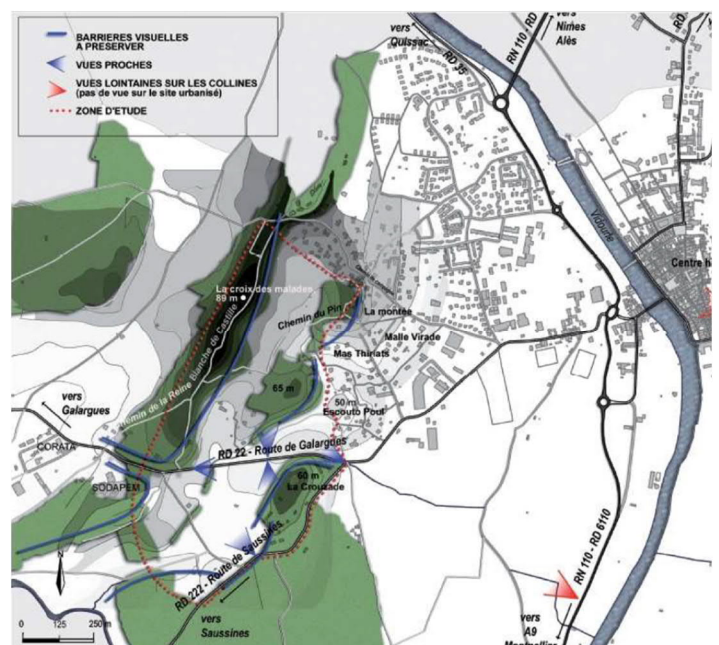 BARRIERES VISUELLES
A PRESERVER
VUES PROCHES
VUES LOINTAINES SUR LES COLLINES
(pas de vue sur le site urbanisé)
ZONE D'ETUDE
vers
Quissac
RD 35
RN 110 - RD
vers
Nîmes
Alès
RD
Vidourle
Centre h
La croix des malades
89 m
Chemin de la Reine Blanche de Castille
Chemin du Pin
La montée
Malle Virade
Mas Thiriats
65 m
50 m
Escouto Poul
vers
Galargues
CORATA
SODAPEM
RD 22 - Route de Galargues
60 m
La Crouzade
RD 222 - Route de Saussines
vers
Saussines
RN 110 - RD 6110
vers
A9
N
0
125
250 m